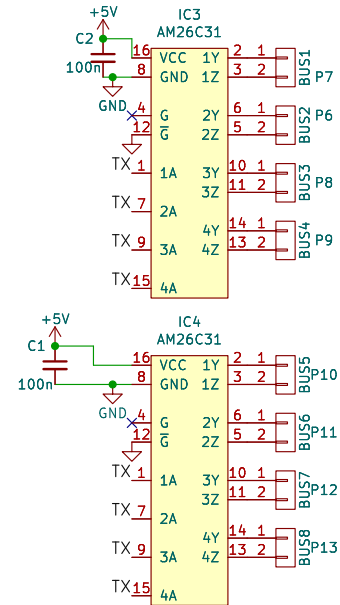 +5V
IC3
AM26C31
C2
100n
GND
16 VCC 1Y 2 1 BUS1
8 GND 1Z 3 2 P7
4 G 2Y 6 1 BUS2 P6
12 G 2Z 5 2
TX 1 1A 3Y 10 1 BUS3
3Z 11 2 P8
TX 7 2A
4Y 14 1 BUS4 P9
TX 9 3A 4Z 13 2
TX 15 4A
+5V
IC4
AM26C31
C1
100n
GND
16 VCC 1Y 2 1 BUS5
8 GND 1Z 3 2 P10
4 G 2Y 6 1 BUS6 P11
12 G 2Z 5 2
TX 1 1A 3Y 10 1 BUS7 P12
3Z 11 2
TX 7 2A
4Y 14 1 BUS8 P13
TX 9 3A 4Z 13 2
TX 15 4A